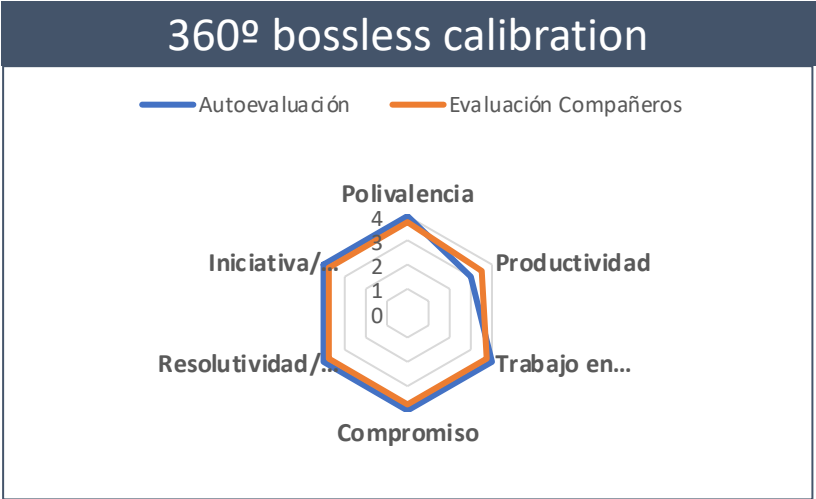 360º bossless calibration
Autoevaluación
Evaluación Compañeros
Polivalencia
4
3
2
1
0
Iniciativa/...
Productividad
Resolutividad/...
Trabajo en...
Compromiso